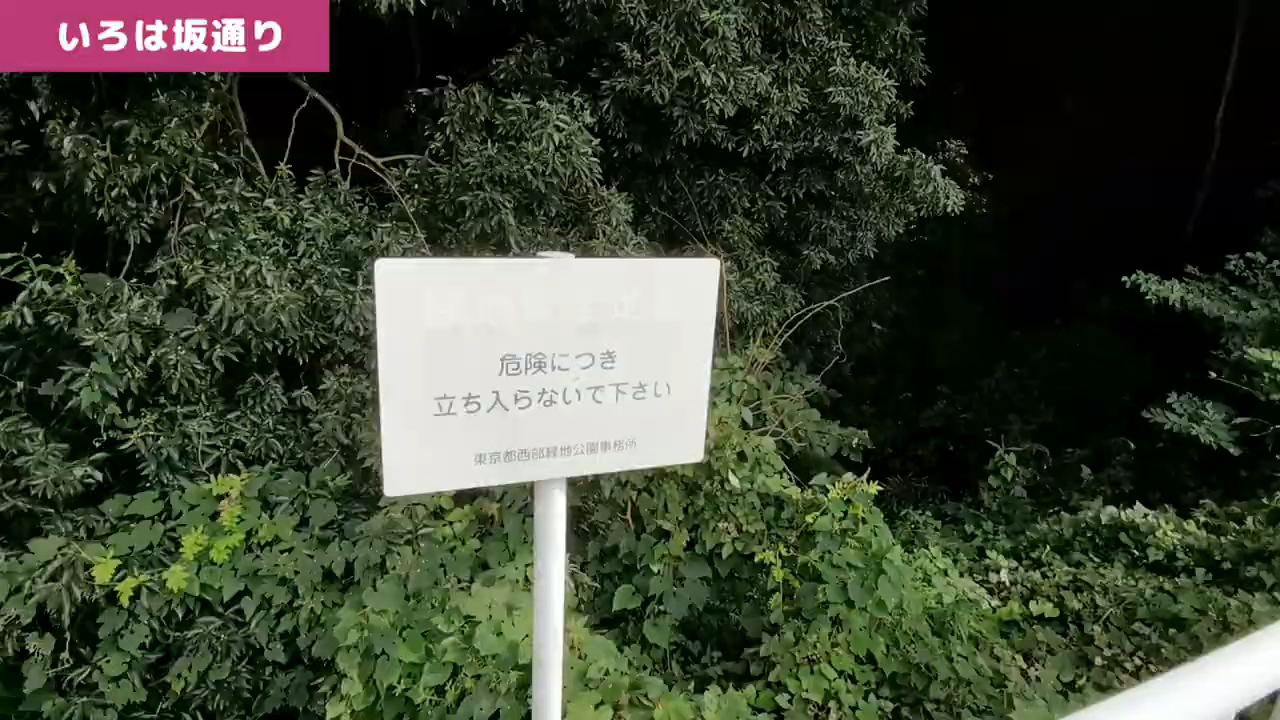 いろは坂通り
危険につき
立ち入らないで下さい
東京都西部緑地公園事務所